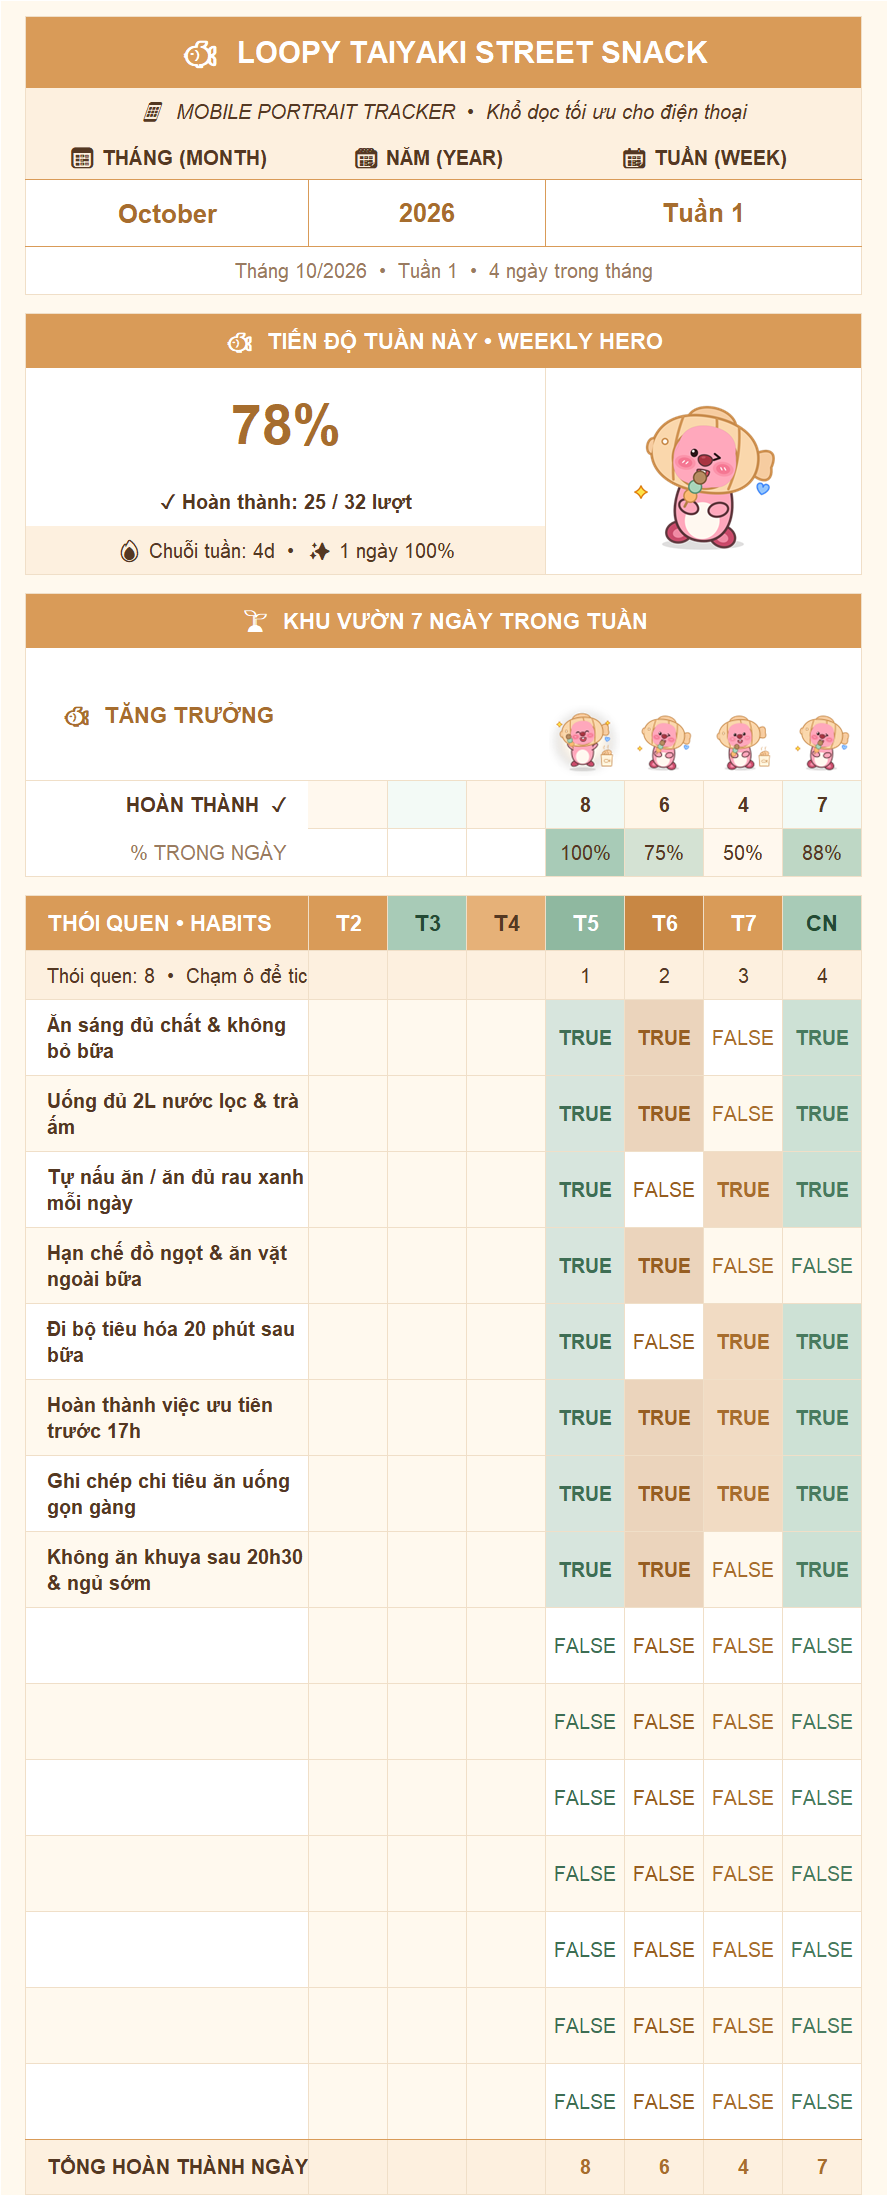 LOOPY TAIYAKI STREET SNACK
MOBILE PORTRAIT TRACKER • Khổ dọc tối ưu cho điện thoại
THÁNG (MONTH) NĂM (YEAR) TUẦN (WEEK)
October 2026 Tuần 1
Tháng 10/2026 • Tuần 1 • 4 ngày trong tháng
TIẾN ĐỘ TUẦN NÀY • WEEKLY HERO
78%
✓ Hoàn thành: 25 / 32 lượt
Chuỗi tuần: 4d • 1 ngày 100%
KHU VƯỜN 7 NGÀY TRONG TUẦN
TĂNG TRƯỞNG
HOÀN THÀNH ✓ 8 6 4 7
% TRONG NGÀY 100% 75% 50% 88%
THÓI QUEN • HABITS T2 T3 T4 T5 T6 T7 CN
Thói quen: 8 • Chạm ô để tic 1 2 3 4
Ăn sáng đủ chất & không
bỏ bữa
TRUE TRUE FALSE TRUE
Uống đủ 2L nước lọc & trà
ấm
TRUE TRUE FALSE TRUE
Tự nấu ăn / ăn đủ rau xanh
mỗi ngày
TRUE FALSE TRUE TRUE
Hạn chế đồ ngọt & ăn vặt
ngoài bữa
TRUE TRUE FALSE FALSE
Đi bộ tiêu hóa 20 phút sau
bữa
TRUE FALSE TRUE TRUE
Hoàn thành việc ưu tiên
trước 17h
TRUE TRUE TRUE TRUE
Ghi chép chi tiêu ăn uống
gọn gàng
TRUE TRUE TRUE TRUE
Không ăn khuya sau 20h30
& ngủ sớm
TRUE TRUE FALSE TRUE
FALSE FALSE FALSE FALSE
FALSE FALSE FALSE FALSE
FALSE FALSE FALSE FALSE
FALSE FALSE FALSE FALSE
FALSE FALSE FALSE FALSE
FALSE FALSE FALSE FALSE
FALSE FALSE FALSE FALSE
TỔNG HOÀN THÀNH NGÀY 8 6 4 7